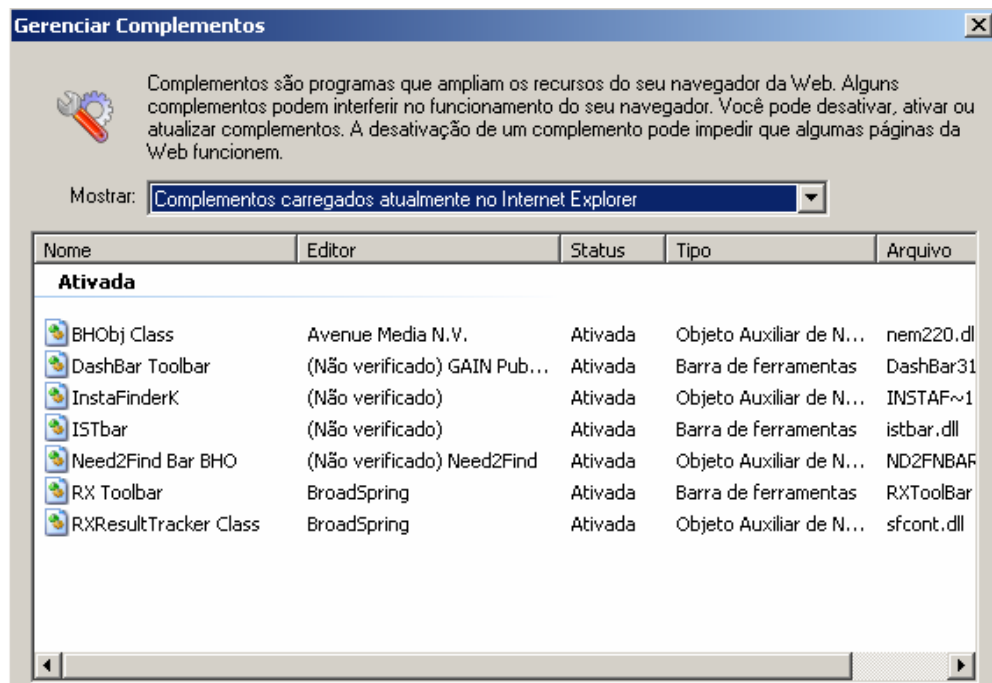 Gerenciar Complementos
Complementos são programas que ampliam os recursos do seu navegador da Web. Alguns
complementos podem interferir no funcionamento do seu navegador. Você pode desativar, ativar ou
atualizar complementos. A desativação de um complemento pode impedir que algumas páginas da
Web funcionem.
Mostrar: Complementos carregados atualmente no Internet Explorer
Nome Editor Status Tipo Arquivo
Ativada
BHObj Class Avenue Media N.V. Ativada Objeto Auxiliar de N... nem220.dl
DashBar Toolbar (Não verificado) GAIN Pub... Ativada Barra de ferramentas DashBar31
InstaFinderK (Não verificado) Ativada Objeto Auxiliar de N... INSTAF~1
ISTbar (Não verificado) Ativada Barra de ferramentas istbar.dll
Need2Find Bar BHO (Não verificado) Need2Find Ativada Objeto Auxiliar de N... ND2FNBAR
RX Toolbar BroadSpring Ativada Barra de ferramentas RXToolBar
RXResultTracker Class BroadSpring Ativada Objeto Auxiliar de N... sfcont.dll